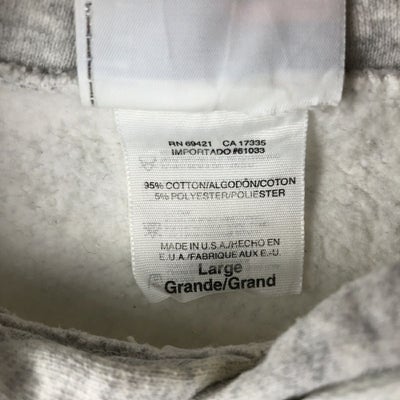 RN 69421 CA 17335
IMPORTADO #61033
95% COTTON/ALGODÓN/COTON
5% POLYESTER/POLIESTER
MADE IN U.S.A./HECHO EN
E.U.A./FABRIQUE AUX E.-U.
Large
Grande/Grand